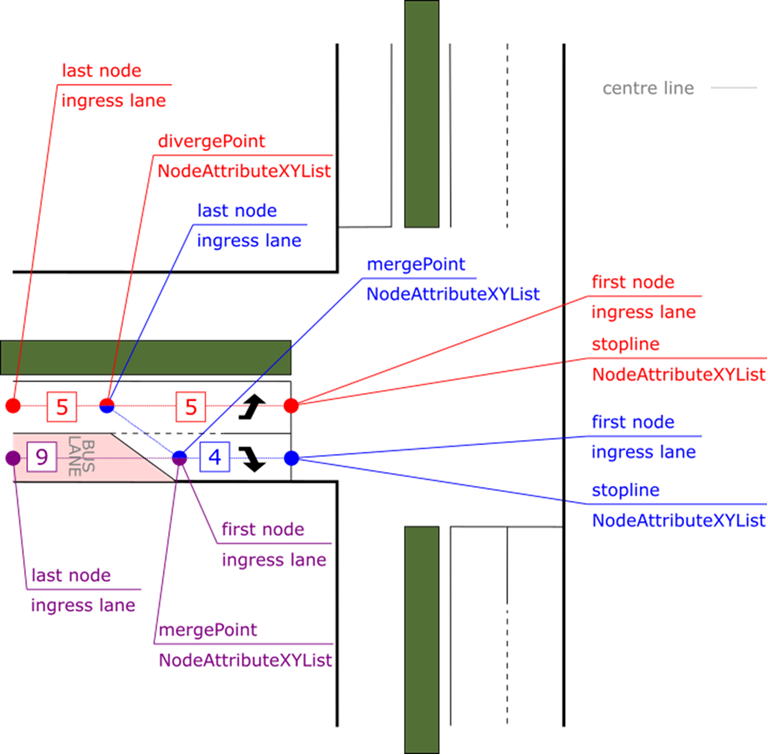 last node
ingress lane
centre line
divergePoint
NodeAttributeXYList
last node
ingress lane
mergePoint
NodeAttributeXYList
first node
ingress lane
stopline
NodeAttributeXYList
5
5
first node
ingress lane
9
BUS
LANE
4
stopline
NodeAttributeXYList
first node
ingress lane
last node
ingress lane
mergePoint
NodeAttributeXYList